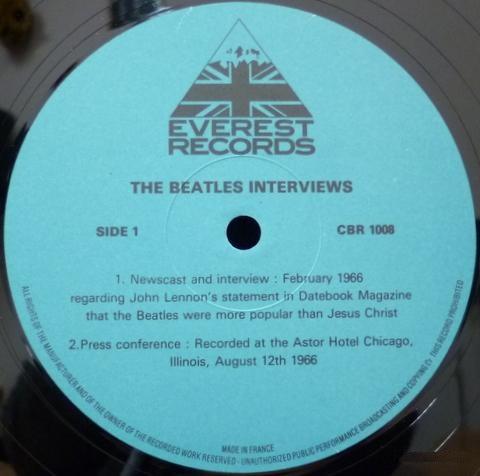 EVEREST
RECORDS
THE BEATLES INTERVIEWS
SIDE 1
CBR 1008
1. Newscast and interview : February 1966
regarding John Lennon's statement in Datebook Magazine
that the Beatles were more popular than Jesus Christ
2.Press conference : Recorded at the Astor Hotel Chicago,
Illinois, August 12th 1966
MADE IN FRANCE
ALL RIGHTS OF THE MANUFACTURER AND OF THE OWNER OF THE RECORDED WORK RESERVED - UNAUTHORIZED PUBLIC PERFORMANCE BROADCASTING AND COPYING OF THIS RECORD PROHIBITED